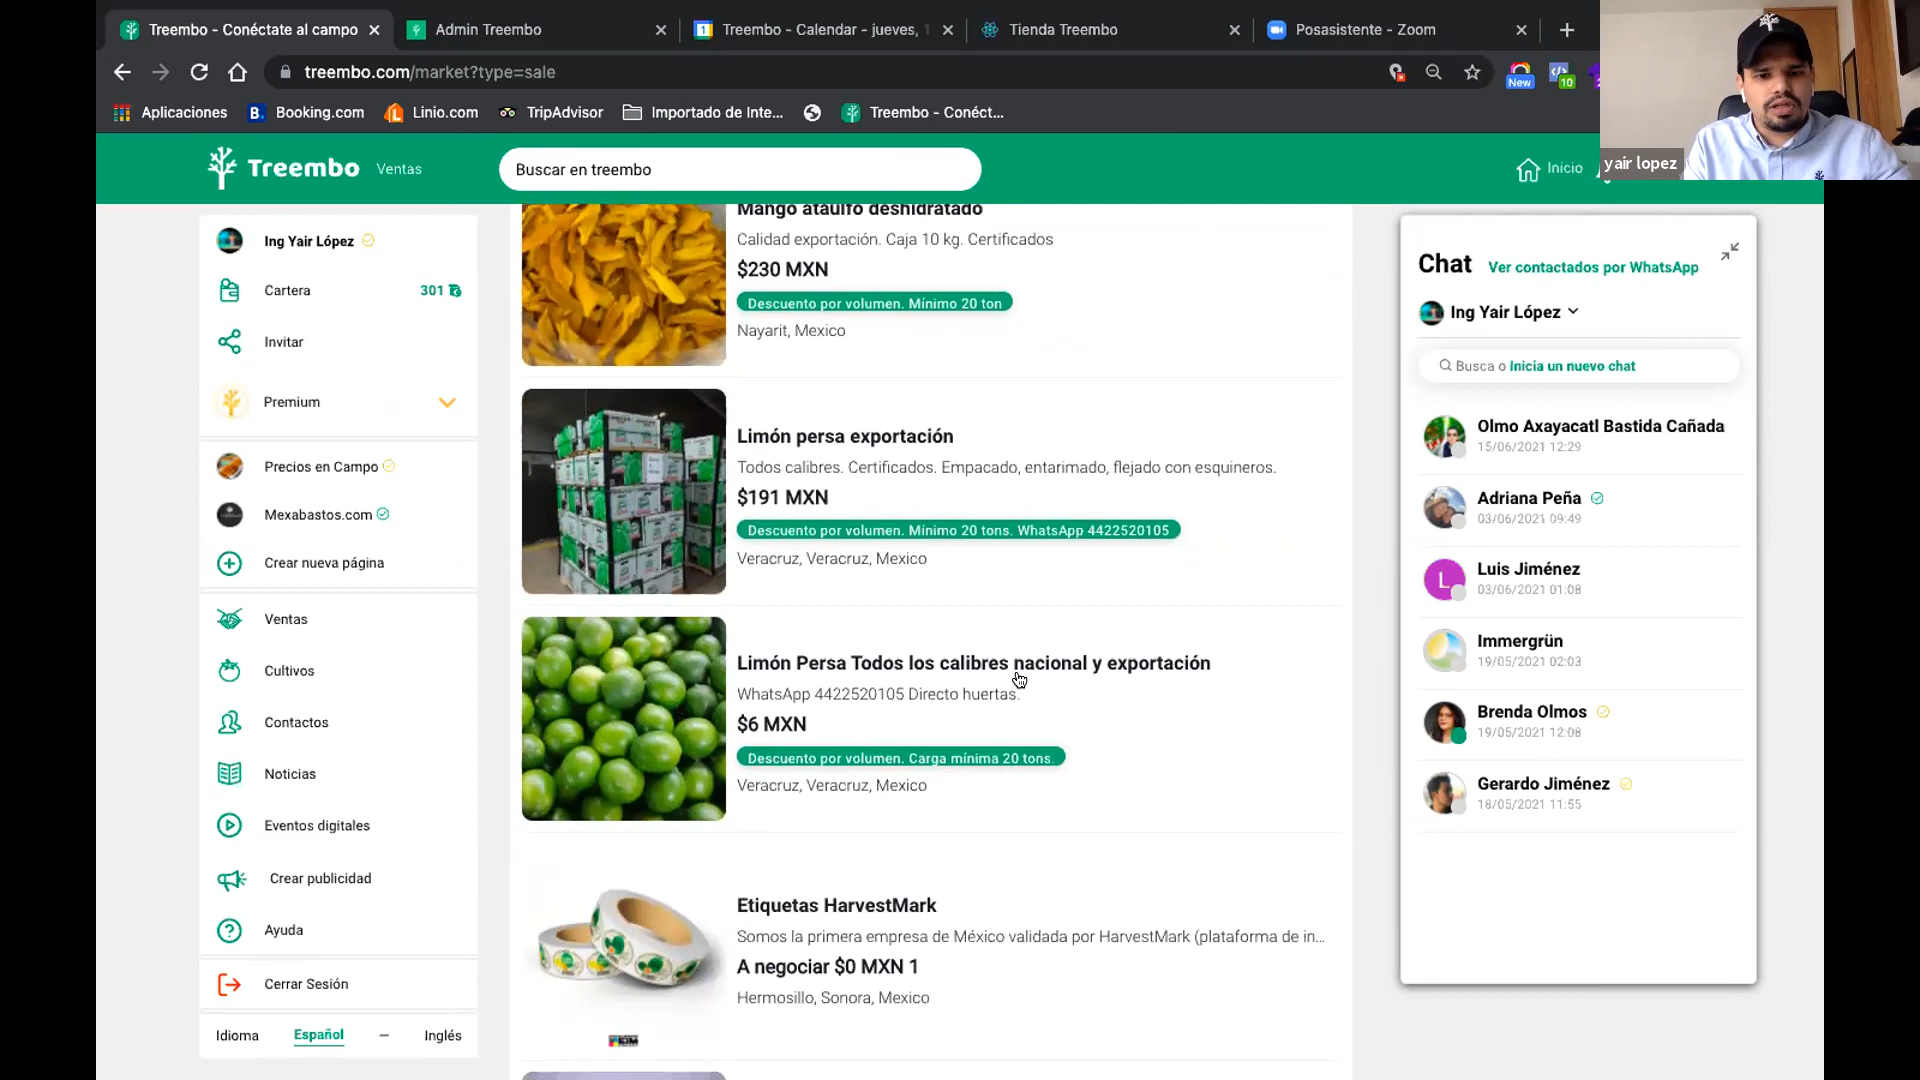 Treembo - Conéctate al campo
Admin Treembo
Treembo - Calendar - jueves, 1
Tienda Treembo
Posasistente - Zoom
treembo.com/market?type=sale
New
10
Aplicaciones
Booking.com
Linio.com
TripAdvisor
Importado de Inte...
Treembo - Conéct...
Treembo
Ventas
Buscar en treembo
Inicio
yair lopez
Ing Yair López
Cartera
301
Invitar
Premium
Precios en Campo
Mexabastos.com
Crear nueva página
Ventas
Cultivos
Contactos
Noticias
Eventos digitales
Crear publicidad
Ayuda
Cerrar Sesión
Idioma
Español
–
Inglés
Mango ataulfo deshidratado
Calidad exportación. Caja 10 kg. Certificados
$230 MXN
Descuento por volumen. Mínimo 20 ton
Nayarit, Mexico
Limón persa exportación
Todos calibres. Certificados. Empacado, entarimado, flejado con esquineros.
$191 MXN
Descuento por volumen. Mínimo 20 tons. WhatsApp 4422520105
Veracruz, Veracruz, Mexico
Limón Persa Todos los calibres nacional y exportación
WhatsApp 4422520105 Directo huertas.
$6 MXN
Descuento por volumen. Carga mínima 20 tons.
Veracruz, Veracruz, Mexico
Etiquetas HarvestMark
Somos la primera empresa de México validada por HarvestMark (plataforma de in...
A negociar $0 MXN 1
Hermosillo, Sonora, Mexico
Chat
Ver contactados por WhatsApp
Ing Yair López
Busca o Inicia un nuevo chat
Olmo Axayacatl Bastida Cañada
15/06/2021 12:29
Adriana Peña
03/06/2021 09:49
L
Luis Jiménez
03/06/2021 01:08
Immergrün
19/05/2021 02:03
Brenda Olmos
19/05/2021 12:08
Gerardo Jiménez
18/05/2021 11:55